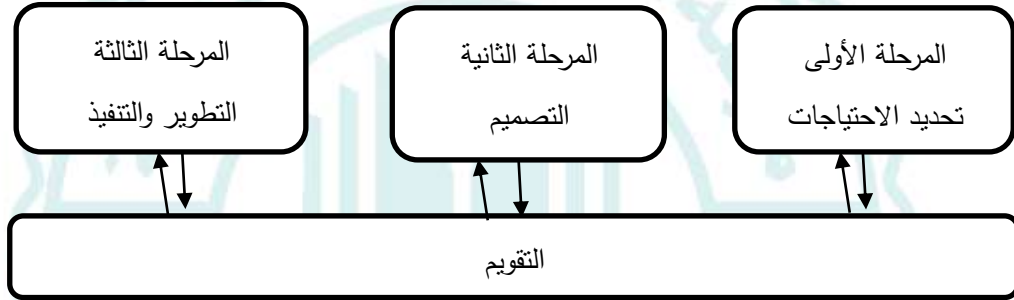 المرحلة الأولى
تحديد الاحتياجات
المرحلة الثانية
التصميم
المرحلة الثالثة
التطوير والتنفيذ
التقويم